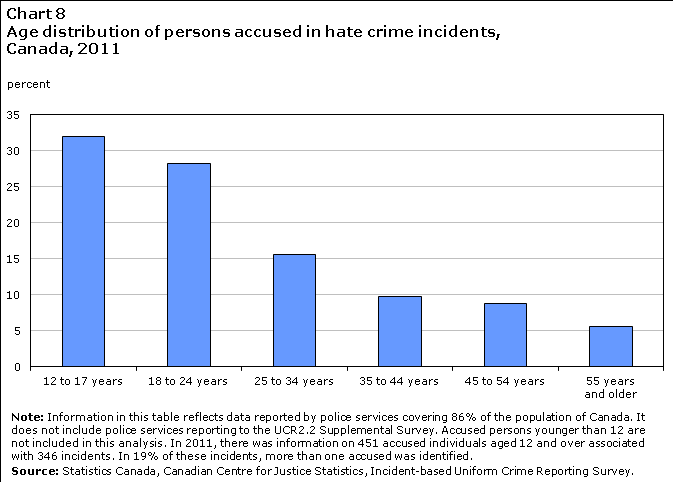 Chart 8
Age distribution of persons accused in hate crime incidents,
Canada, 2011
percent
35
30
25
20
15
10
5
0
12 to 17 years 18 to 24 years 25 to 34 years 35 to 44 years 45 to 54 years 55 years
and older
Note: Information in this table reflects data reported by police services covering 86% of the population of Canada. It
does not include police services reporting to the UCR2.2 Supplemental Survey. Accused persons younger than 12 are
not included in this analysis. In 2011, there was information on 451 accused individuals aged 12 and over associated
with 346 incidents. In 19% of these incidents, more than one accused was identified.
Source: Statistics Canada, Canadian Centre for Justice Statistics, Incident-based Uniform Crime Reporting Survey.